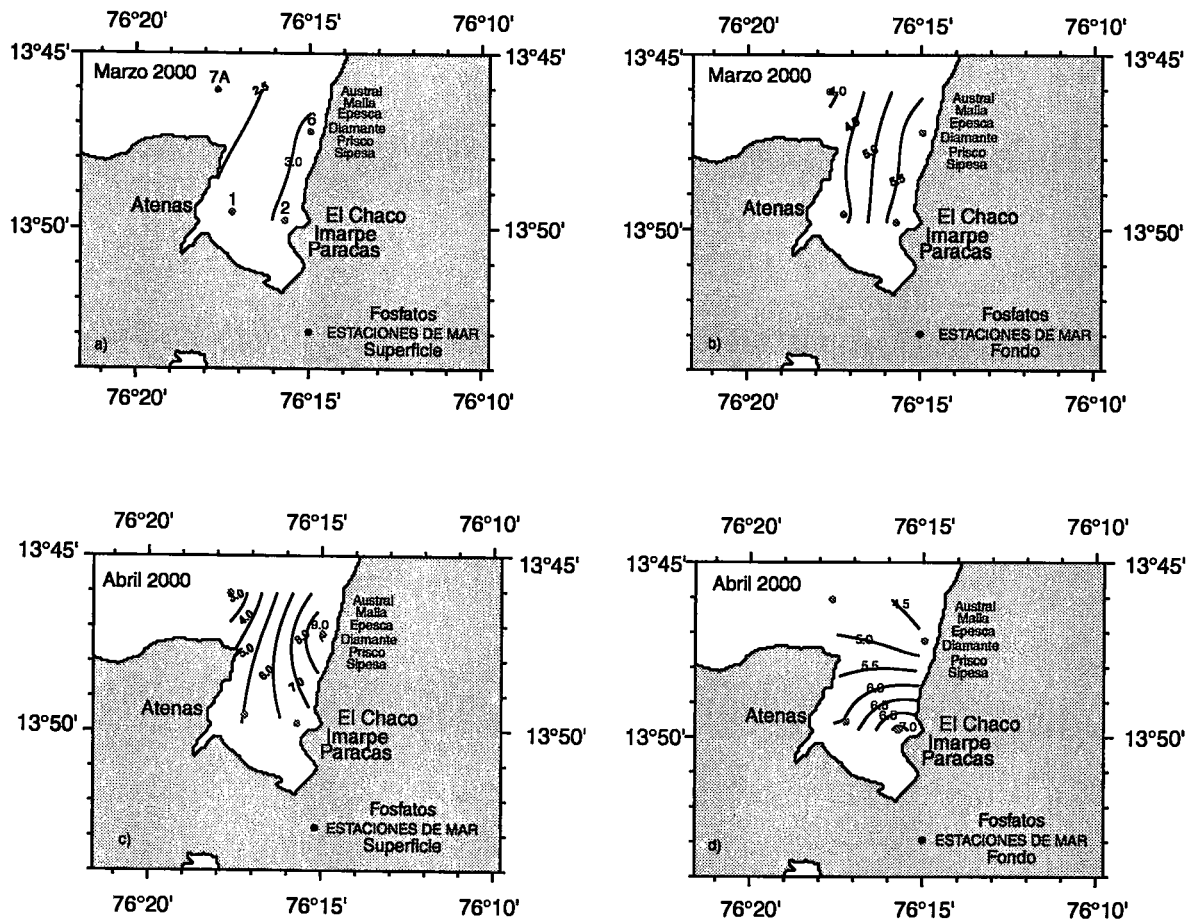 76°20' 76°15' 76°10'
13°45' 13°45'
Marzo 2000
7A
2.5
Austral
Malla
Epesca
6
Diamante
Prisco
Sipesa
3.0
1
Atenas
2
El Chaco
Imarpe
Paracas
13°50' 13°50'
Fosfatos
ESTACIONES DE MAR
Superficie
a)
76°20' 76°15' 76°10'
76°20' 76°15' 76°10'
13°45' 13°45'
Marzo 2000
4.5
5.5
Austral
Malla
Epesca
Diamante
Prisco
Sipesa
Atenas
El Chaco
Imarpe
Paracas
13°50' 13°50'
Fosfatos
ESTACIONES DE MAR
Fondo
b)
76°20' 76°15' 76°10'
76°20' 76°15' 76°10'
13°45' 13°45'
Abril 2000
3.0
4.0
5.0
6.0
7.0
8.0
9.0
Austral
Malla
Epesca
Diamante
Prisco
Sipesa
Atenas
El Chaco
Imarpe
Paracas
13°50' 13°50'
Fosfatos
ESTACIONES DE MAR
Superficie
c)
76°20' 76°15' 76°10'
76°20' 76°15' 76°10'
13°45' 13°45'
Abril 2000
4.5
5.0
5.5
6.0
7.0
Austral
Malla
Epesca
Diamante
Prisco
Sipesa
Atenas
El Chaco
Imarpe
Paracas
13°50' 13°50'
Fosfatos
ESTACIONES DE MAR
Fondo
d)
76°20' 76°15' 76°10'